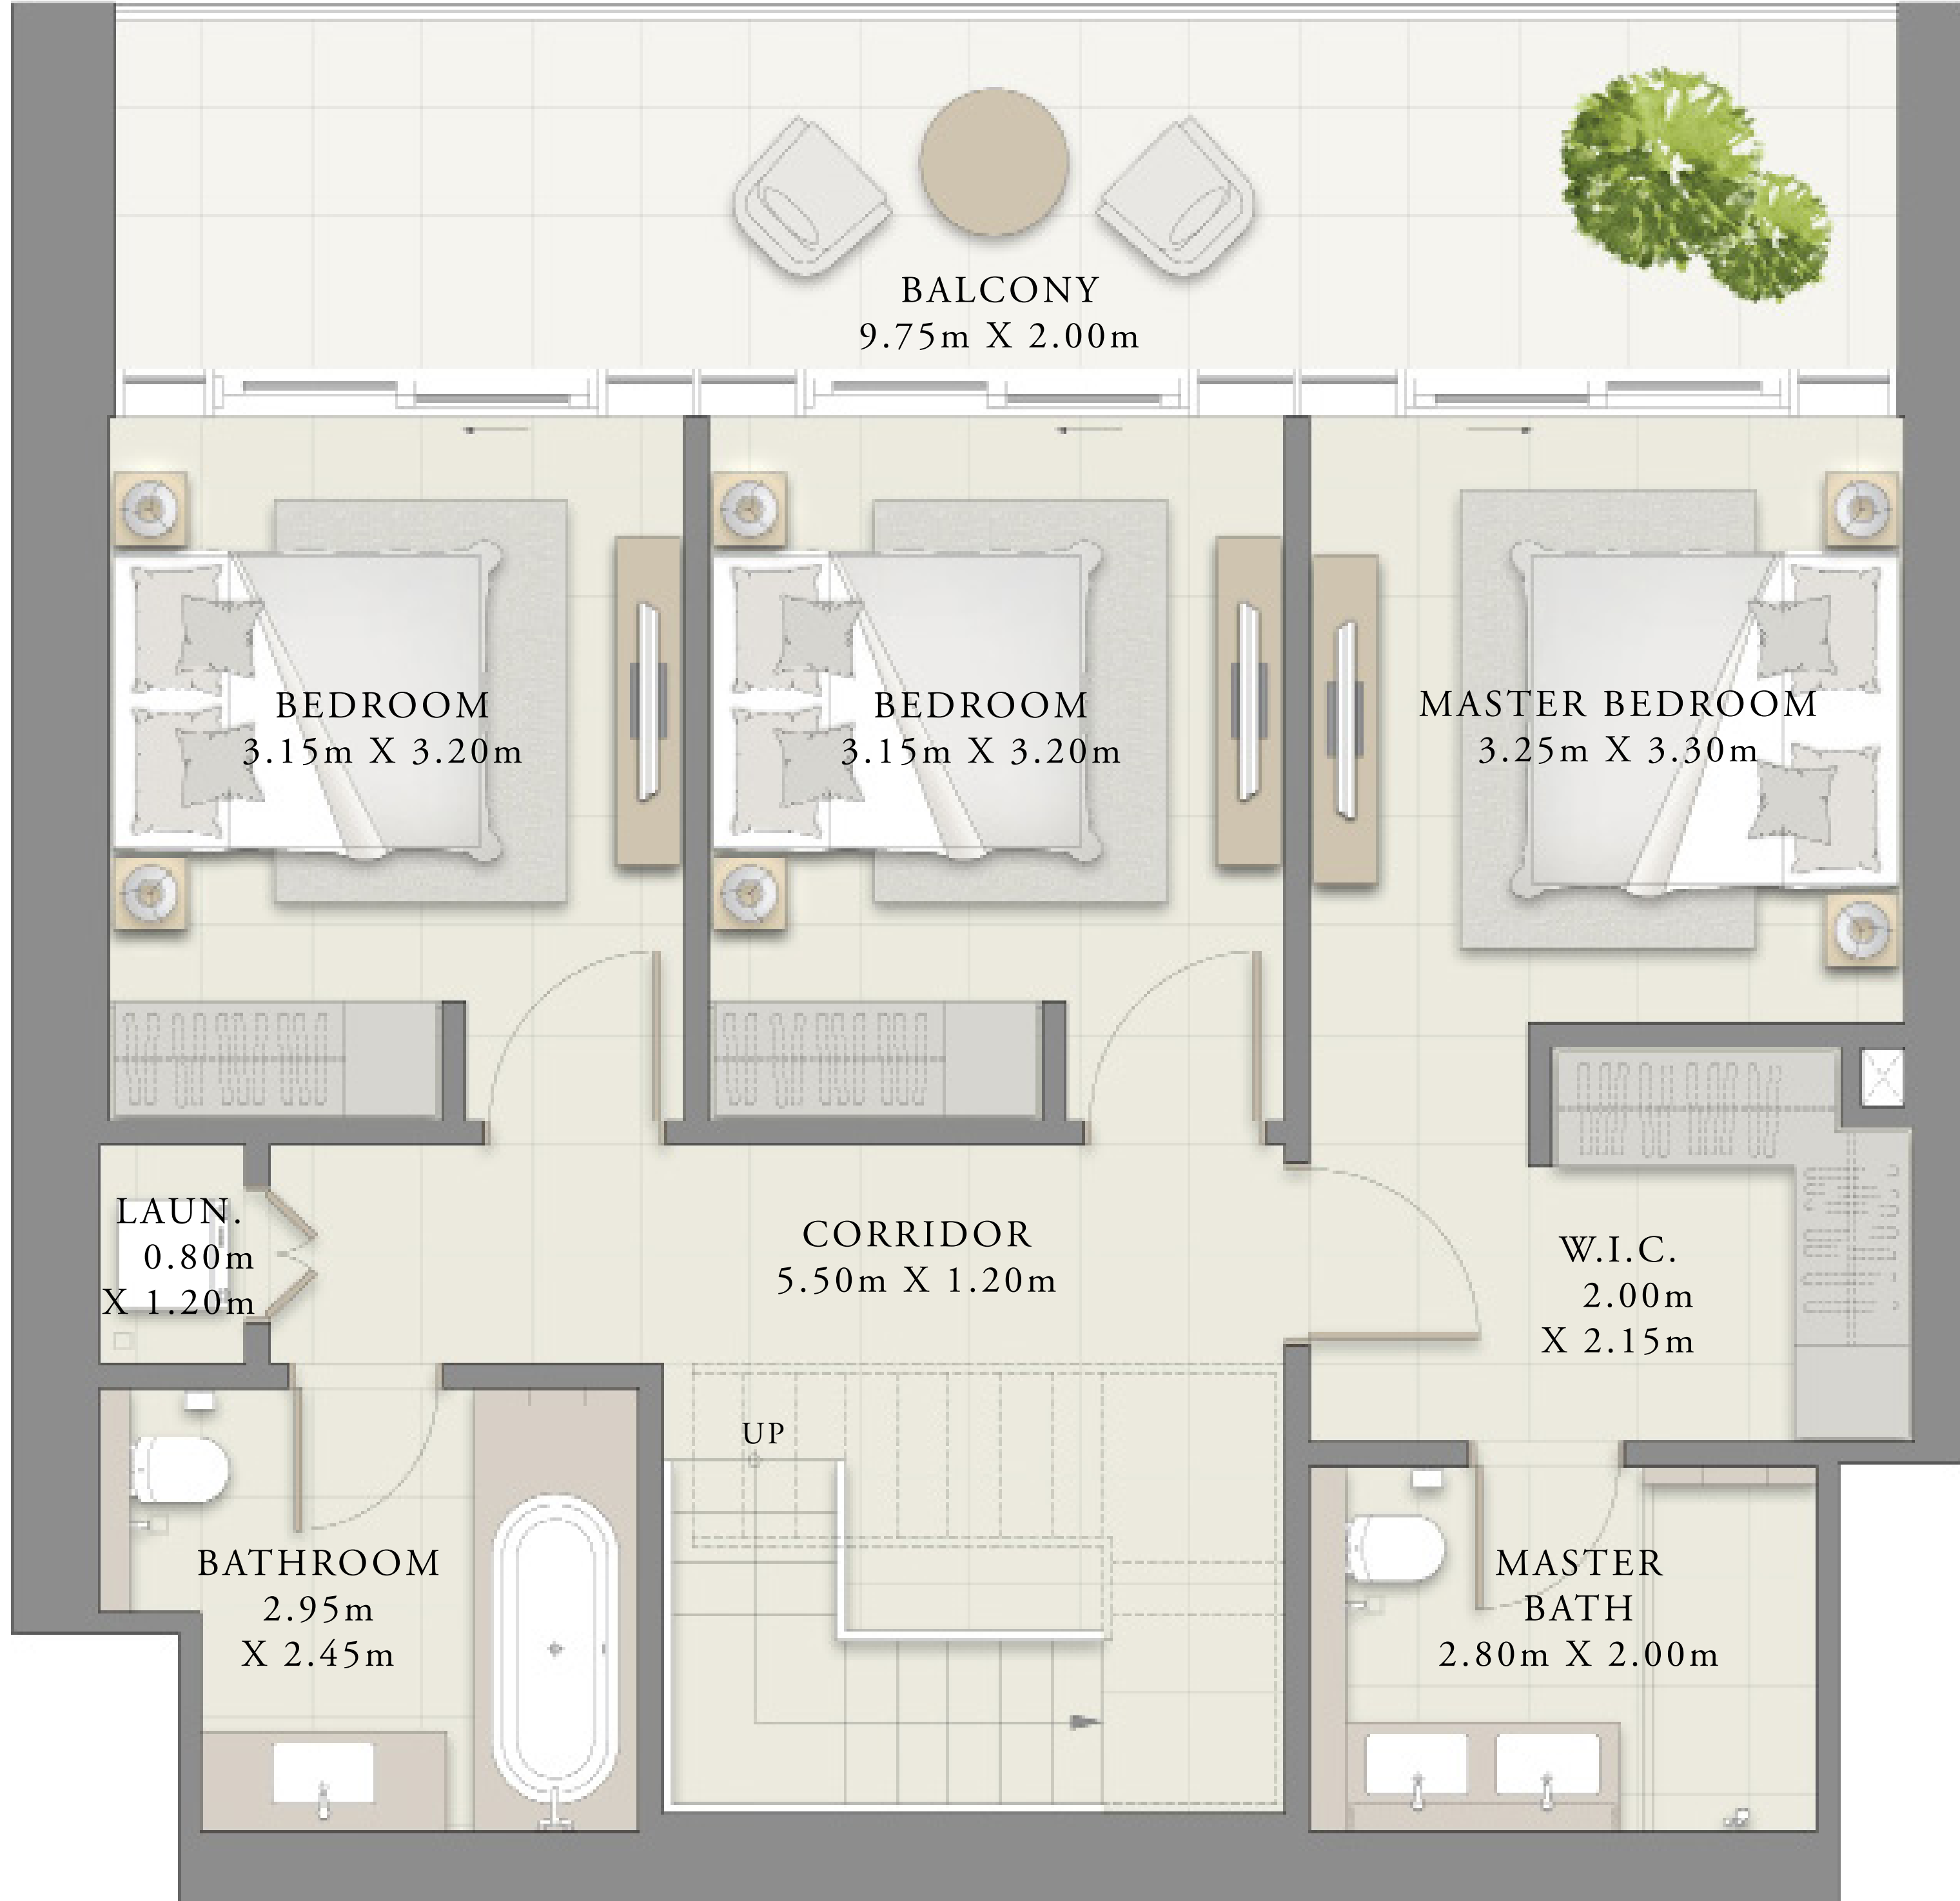 BALCONY
9.75m X 2.00m
BEDROOM
3.15m X 3.20m
BEDROOM
3.15m X 3.20m
MASTER BEDROOM
3.25m X 3.30m
LAUN.
0.80m
X 1.20m
CORRIDOR
5.50m X 1.20m
W.I.C.
2.00m
X 2.15m
UP
BATHROOM
2.95m
X 2.45m
MASTER
BATH
2.80m X 2.00m